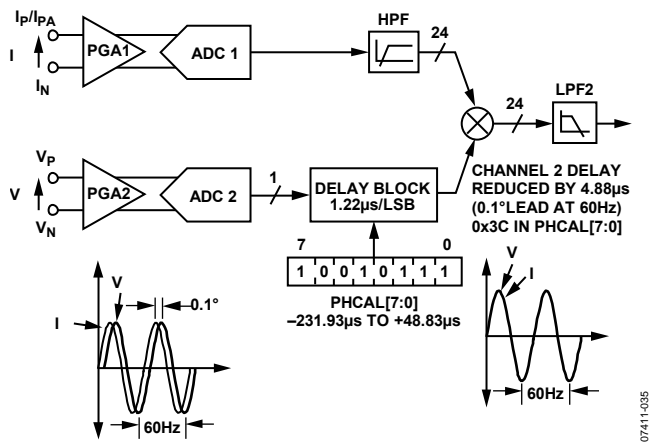 IP/IPA
I
IN
PGA1
ADC 1
HPF
24
24
LPF2
VP
V
VN
PGA2
ADC 2
1
DELAY BLOCK
1.22µs/LSB
CHANNEL 2 DELAY
REDUCED BY 4.88µs
(0.1°LEAD AT 60Hz)
0x3C IN PHCAL[7:0]
7 0
1 0 0 1 0 1 1 1
PHCAL[7:0]
–231.93µs TO +48.83µs
V
I
0.1°
60Hz
V
I
60Hz
07411-035